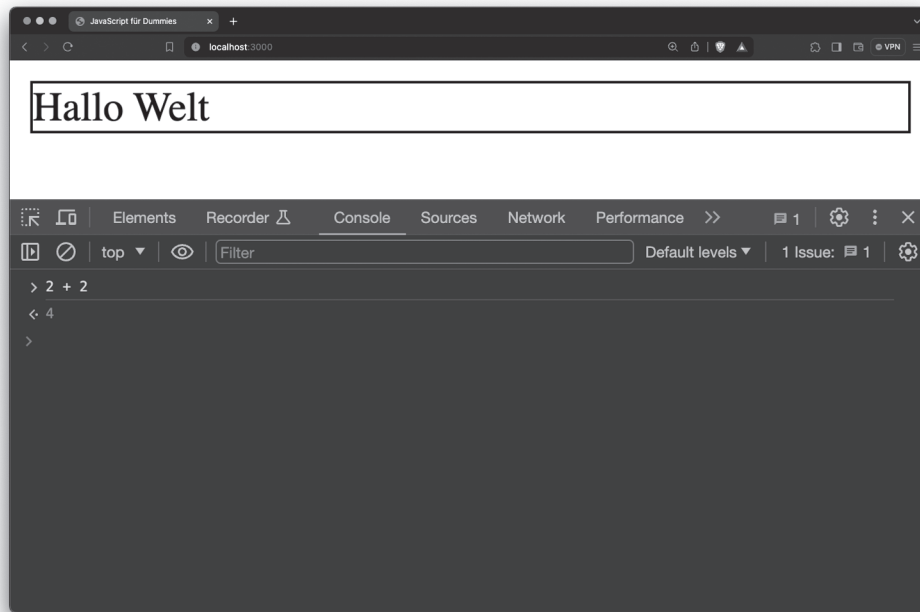 JavaScript für Dummies
localhost:3000
VPN
Hallo Welt
Elements Recorder Console Sources Network Performance 1
top Filter Default levels 1 Issue: 1
2 + 2
4